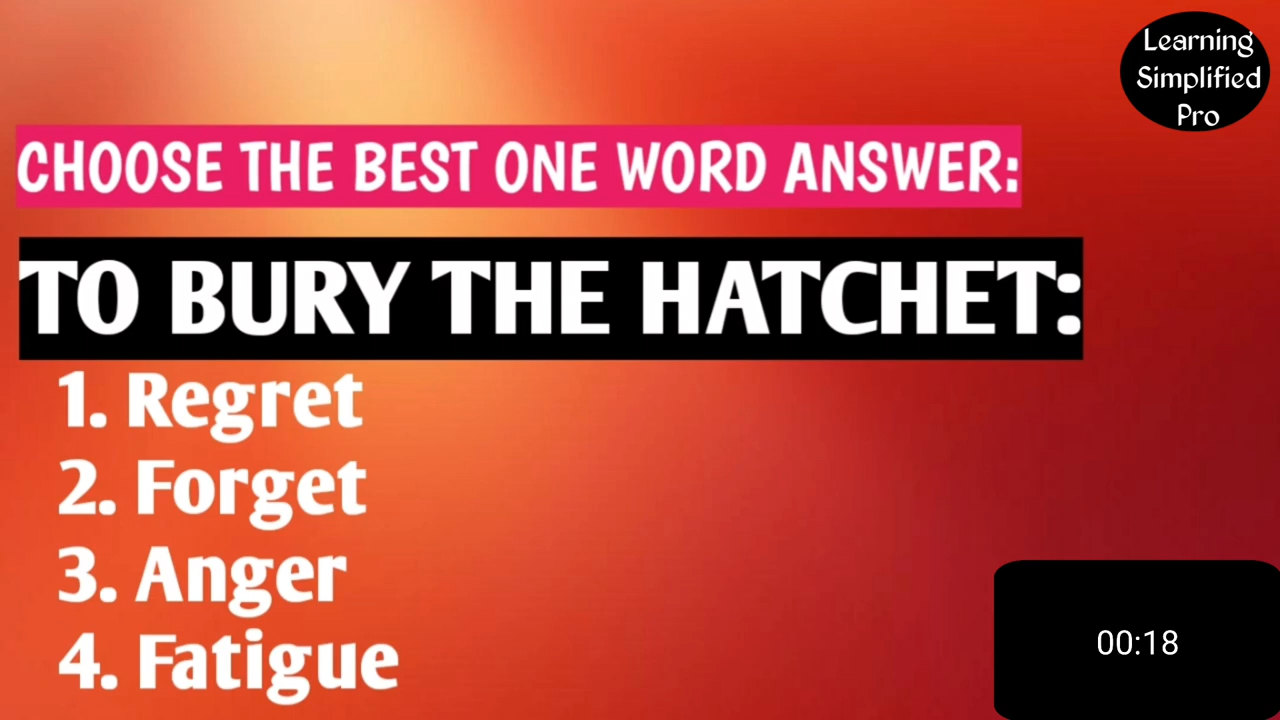 Learning
Simplified
Pro
CHOOSE THE BEST ONE WORD ANSWER:
TO BURY THE HATCHET:
1. Regret
2. Forget
3. Anger
4. Fatigue
00:18